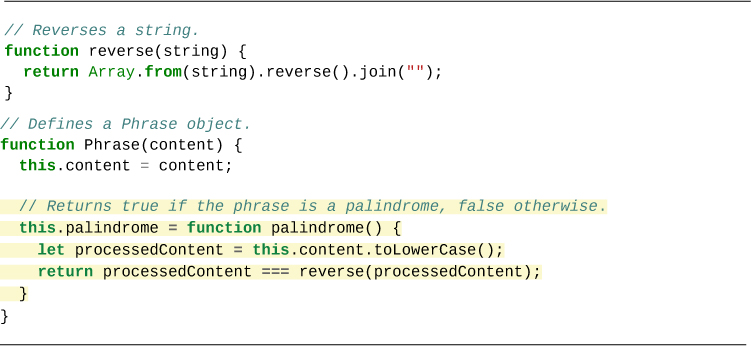 // Reverses a string.
function reverse(string) {
  return Array.from(string).reverse().join("");
}
// Defines a Phrase object.
function Phrase(content) {
  this.content = content;

  // Returns true if the phrase is a palindrome, false otherwise.
  this.palindrome = function palindrome() {
    let processedContent = this.content.toLowerCase();
    return processedContent === reverse(processedContent);
  }
}